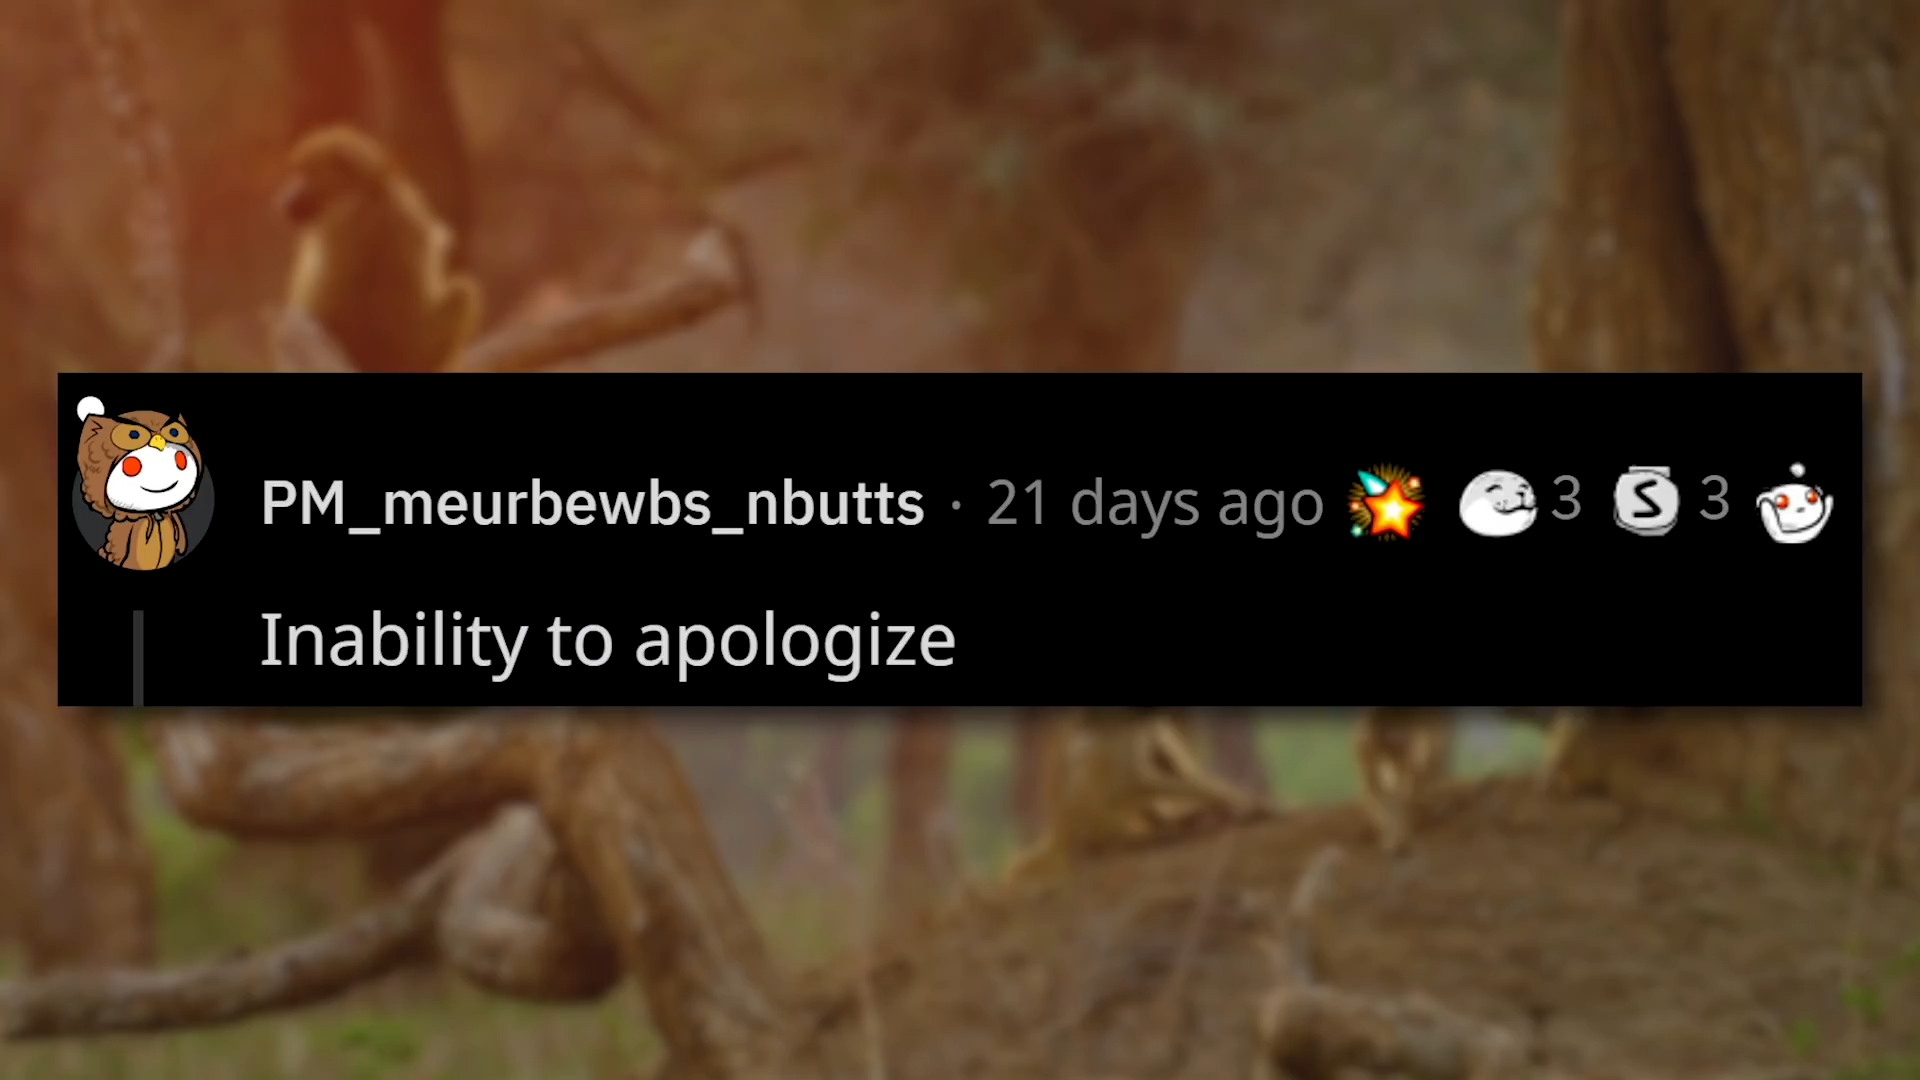 PM_meurbewbs_nbutts · 21 days ago 3 S 3
Inability to apologize